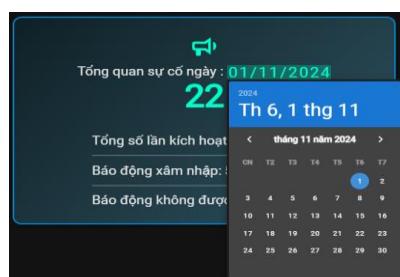 Tổng quan sự cố ngày : 01/11/2024
22
Tổng số lần kích hoạt
Báo động xâm nhập:
Báo động không được
2024
Th 6, 1 thg 11
< tháng 11 năm 2024 >
CN T2 T3 T4 T5 T6 T7
1 2
3 4 5 6 7 8 9
10 11 12 13 14 15 16
17 18 19 20 21 22 23
24 25 26 27 28 29 30